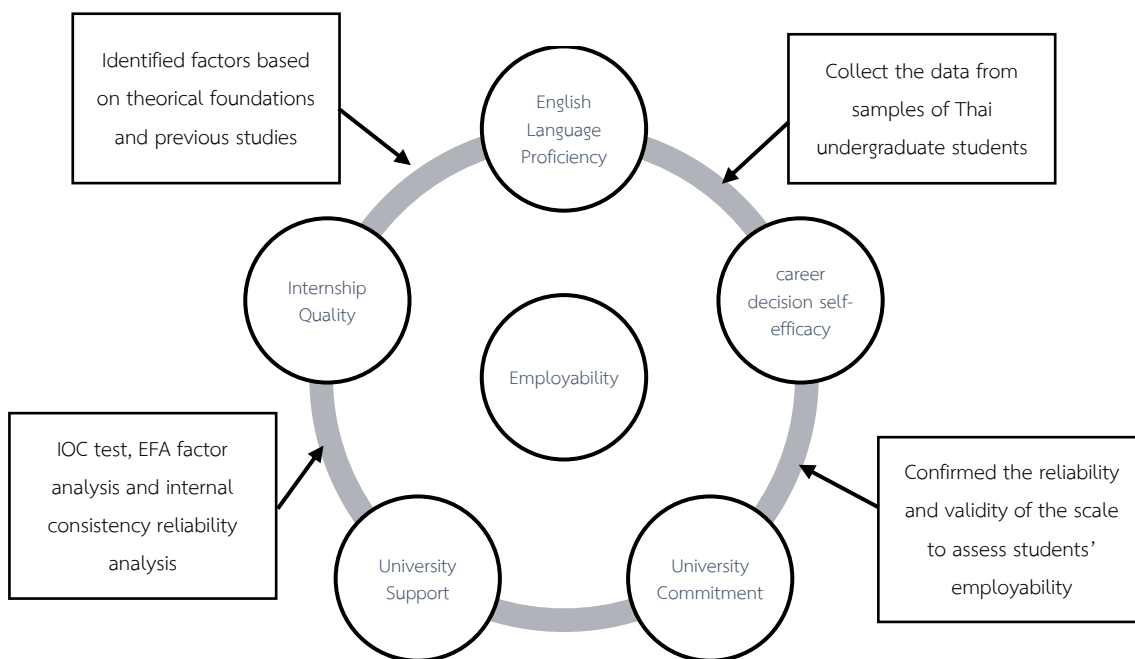 Identified factors based
on theorical foundations
and previous studies
English
Language
Proficiency
Collect the data from
samples of Thai
undergraduate students
Internship
Quality
career
decision self-
efficacy
Employability
IOC test, EFA factor
analysis and internal
consistency reliability
analysis
Confirmed the reliability
and validity of the scale
to assess students’
employability
University
Support
University
Commitment